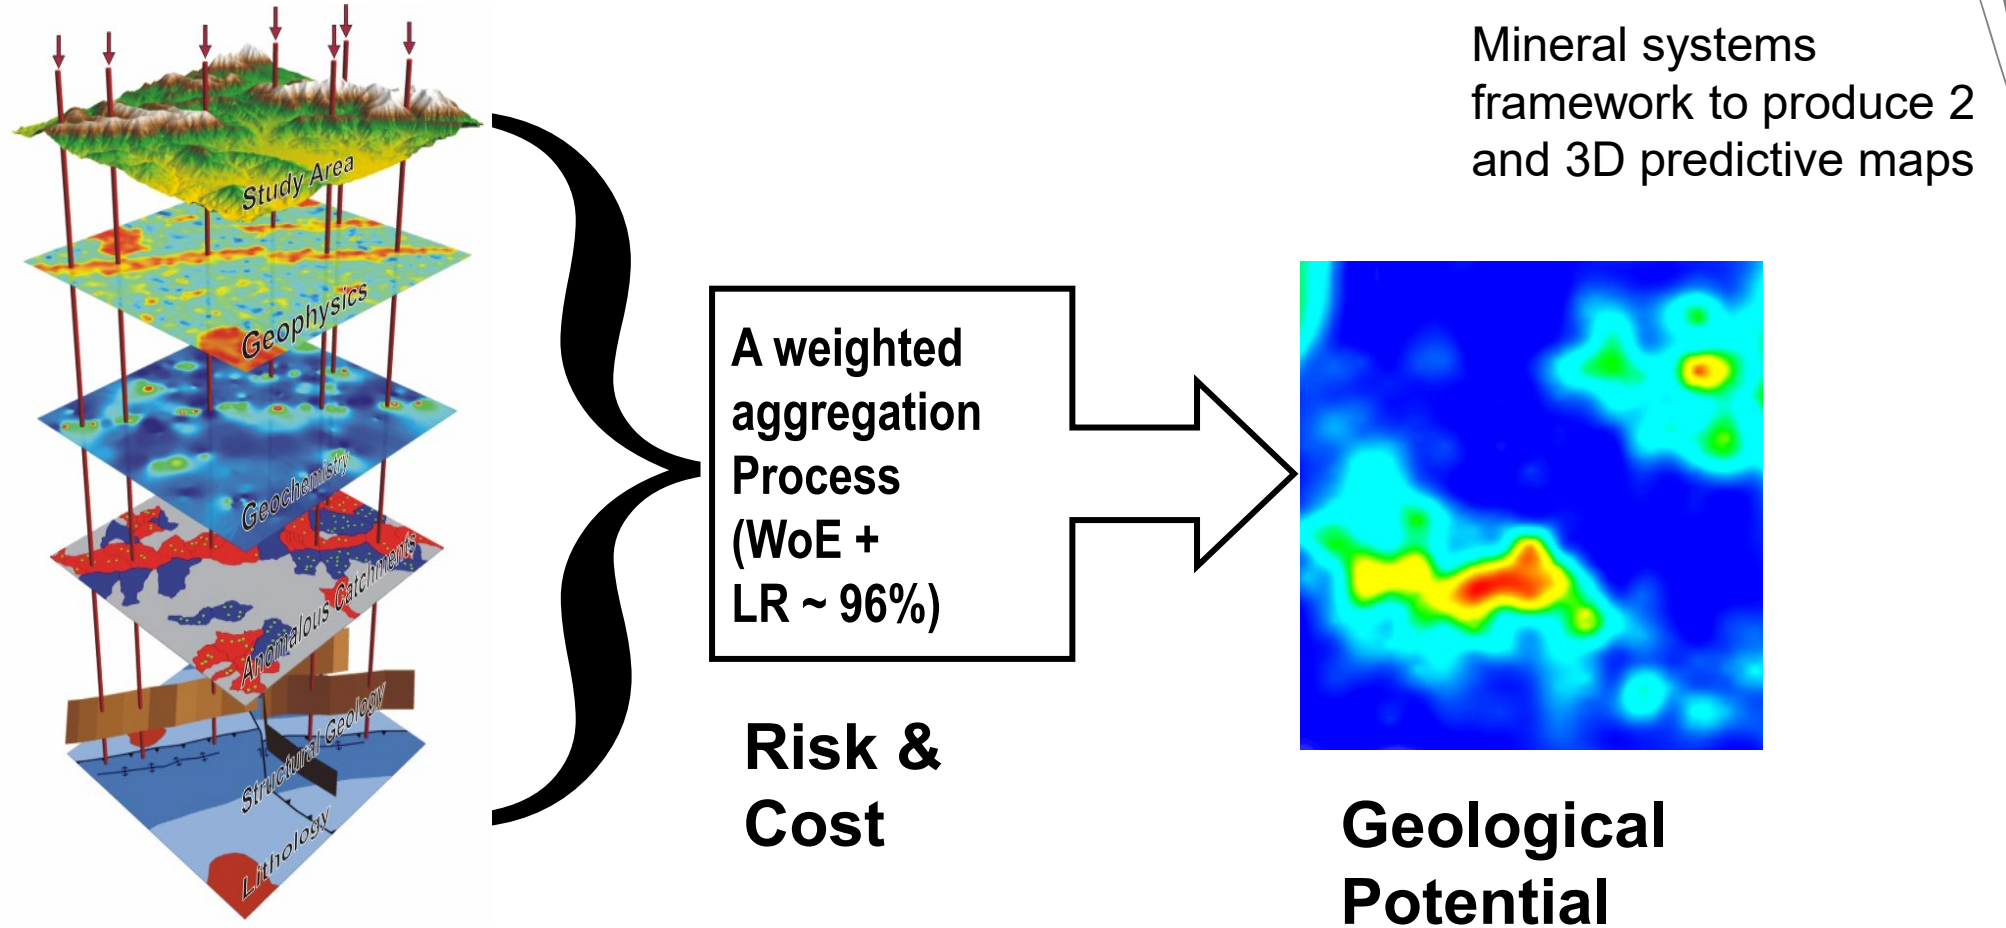 Mineral systems
framework to produce 2
and 3D predictive maps
Study Area
Geophysics
Geochemistry
Anomalous Catchments
Structural Geology
Lithology
A weighted
aggregation
Process
(WoE +
LR ~ 96%)
Risk &
Cost
Geological
Potential